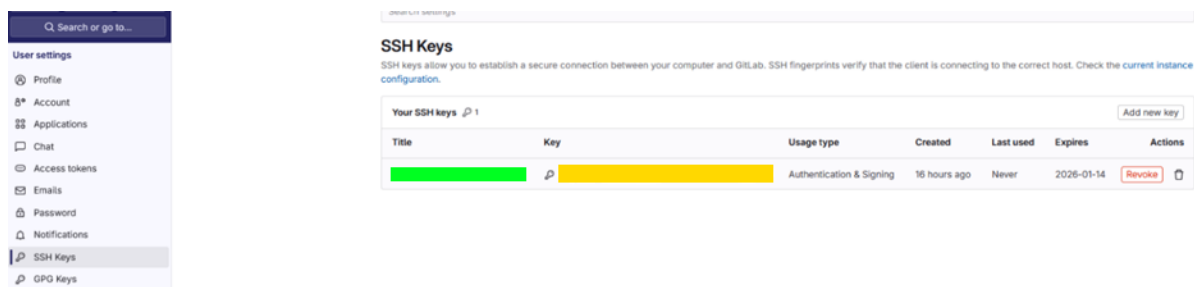 Search or go to...
User settings
Profile
Account
Applications
Chat
Access tokens
Emails
Password
Notifications
SSH Keys
GPG Keys
Search settings
SSH Keys
SSH keys allow you to establish a secure connection between your computer and GitLab. SSH fingerprints verify that the client is connecting to the correct host. Check the current instance
configuration.
Your SSH keys 1 Add new key
Title Key Usage type Created Last used Expires Actions
Authentication & Signing 16 hours ago Never 2026-01-14 Revoke